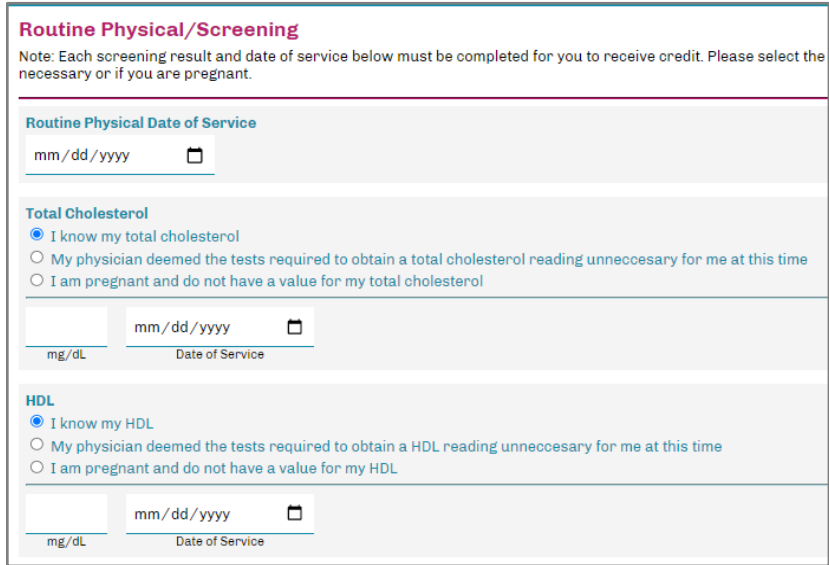 Routine Physical/Screening
Note: Each screening result and date of service below must be completed for you to receive credit. Please select the
necessary or if you are pregnant.
Routine Physical Date of Service
mm/dd/yyyy
Total Cholesterol
I know my total cholesterol
My physician deemed the tests required to obtain a total cholesterol reading unneccesary for me at this time
I am pregnant and do not have a value for my total cholesterol
mm/dd/yyyy
mg/dL Date of Service
HDL
I know my HDL
My physician deemed the tests required to obtain a HDL reading unneccesary for me at this time
I am pregnant and do not have a value for my HDL
mm/dd/yyyy
mg/dL Date of Service